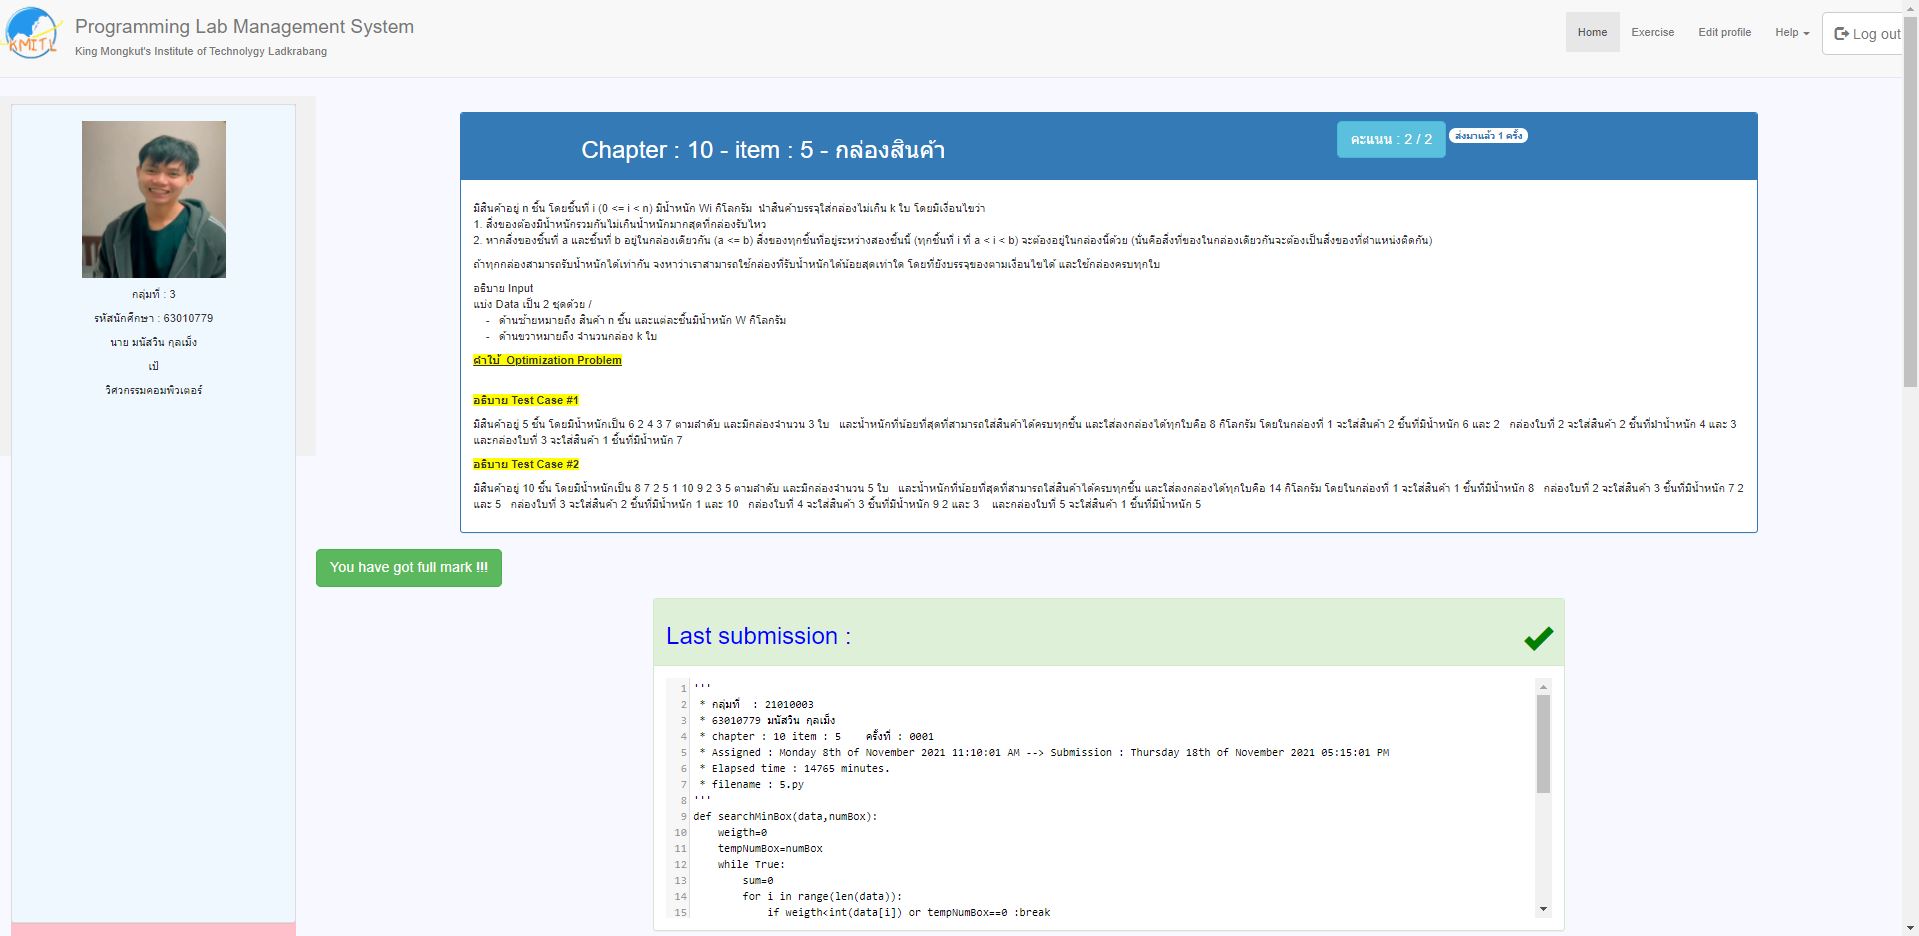 KMITL
Programming Lab Management System
King Mongkut's Institute of Technolygy Ladkrabang
Home
Exercise
Edit profile
Help
Log out
กลุ่มที่ : 3
รหัสนักศึกษา : 63010779
นาย มนัสวิน กุลเม็ง
เป้
วิศวกรรมคอมพิวเตอร์
Chapter : 10 - item : 5 - กล่องสินค้า
คะแนน : 2 / 2
ส่งมาแล้ว 1 ครั้ง
มีสินค้าอยู่ n ชิ้น โดยชิ้นที่ i (0 <= i < n) มีน้ำหนัก Wi กิโลกรัม  นำสินค้าบรรจุใส่กล่องไม่เกิน k ใบ โดยมีเงื่อนไขว่า
1. สิ่งของต้องมีน้ำหนักรวมกันไม่เกินน้ำหนักมากสุดที่กล่องรับไหว
2. หากสิ่งของชิ้นที่ a และชิ้นที่ b อยู่ในกล่องเดียวกัน (a <= b) สิ่งของทุกชิ้นที่อยู่ระหว่างสองชิ้นนี้ (ทุกชิ้นที่ i ที่ a < i < b) จะต้องอยู่ในกล่องนี้ด้วย (นั่นคือสิ่งที่ของในกล่องเดียวกันจะต้องเป็นสิ่งของที่ตำแหน่งติดกัน)
ถ้าทุกกล่องสามารถรับน้ำหนักได้เท่ากัน จงหาว่าเราสามารถใช้กล่องที่รับน้ำหนักได้น้อยสุดเท่าใด โดยที่ยังบรรจุของตามเงื่อนไขได้ และใช้กล่องครบทุกใบ
อธิบาย Input
แบ่ง Data เป็น 2 ชุดด้วย /
- ด้านซ้ายหมายถึง สินค้า n ชิ้น และแต่ละชิ้นมีน้ำหนัก W กิโลกรัม
- ด้านขวาหมายถึง จำนวนกล่อง k ใบ
คำใบ้ Optimization Problem
อธิบาย Test Case #1
มีสินค้าอยู่ 5 ชิ้น โดยมีน้ำหนักเป็น 6 2 4 3 7 ตามลำดับ และมีกล่องจำนวน 3 ใบ   และน้ำหนักที่น้อยที่สุดที่สามารถใส่สินค้าได้ครบทุกชิ้น และใส่ลงกล่องได้ทุกใบคือ 8 กิโลกรัม โดยในกล่องที่ 1 จะใส่สินค้า 2 ชิ้นที่มีน้ำหนัก 6 และ 2   กล่องใบที่ 2 จะใส่สินค้า 2 ชิ้นที่มำน้ำหนัก 4 และ 3
และกล่องใบที่ 3 จะใส่สินค้า 1 ชิ้นที่มีน้ำหนัก 7
อธิบาย Test Case #2
มีสินค้าอยู่ 10 ชิ้น โดยมีน้ำหนักเป็น 8 7 2 5 1 10 9 2 3 5 ตามลำดับ และมีกล่องจำนวน 5 ใบ   และน้ำหนักที่น้อยที่สุดที่สามารถใส่สินค้าได้ครบทุกชิ้น และใส่ลงกล่องได้ทุกใบคือ 14 กิโลกรัม โดยในกล่องที่ 1 จะใส่สินค้า 1 ชิ้นที่มีน้ำหนัก 8   กล่องใบที่ 2 จะใส่สินค้า 3 ชิ้นที่มีน้ำหนัก 7 2
และ 5   กล่องใบที่ 3 จะใส่สินค้า 2 ชิ้นที่มีน้ำหนัก 1 และ 10   กล่องใบที่ 4 จะใส่สินค้า 3 ชิ้นที่มีน้ำหนัก 9 2 และ 3    และกล่องใบที่ 5 จะใส่สินค้า 1 ชิ้นที่มีน้ำหนัก 5
You have got full mark !!!
Last submission :
1 '''
2  * กลุ่มที่  : 21010003
3  * 63010779 มนัสวิน กุลเม็ง
4  * chapter : 10 item : 5    ครั้งที่ : 0001
5  * Assigned : Monday 8th of November 2021 11:10:01 AM --> Submission : Thursday 18th of November 2021 05:15:01 PM
6  * Elapsed time : 14765 minutes.
7  * filename : 5.py
8 '''
9 def searchMinBox(data,numBox):
10     weigth=0
11     tempNumBox=numBox
12     while True:
13         sum=0
14         for i in range(len(data)):
15             if weigth<int(data[i]) or tempNumBox==0 :break